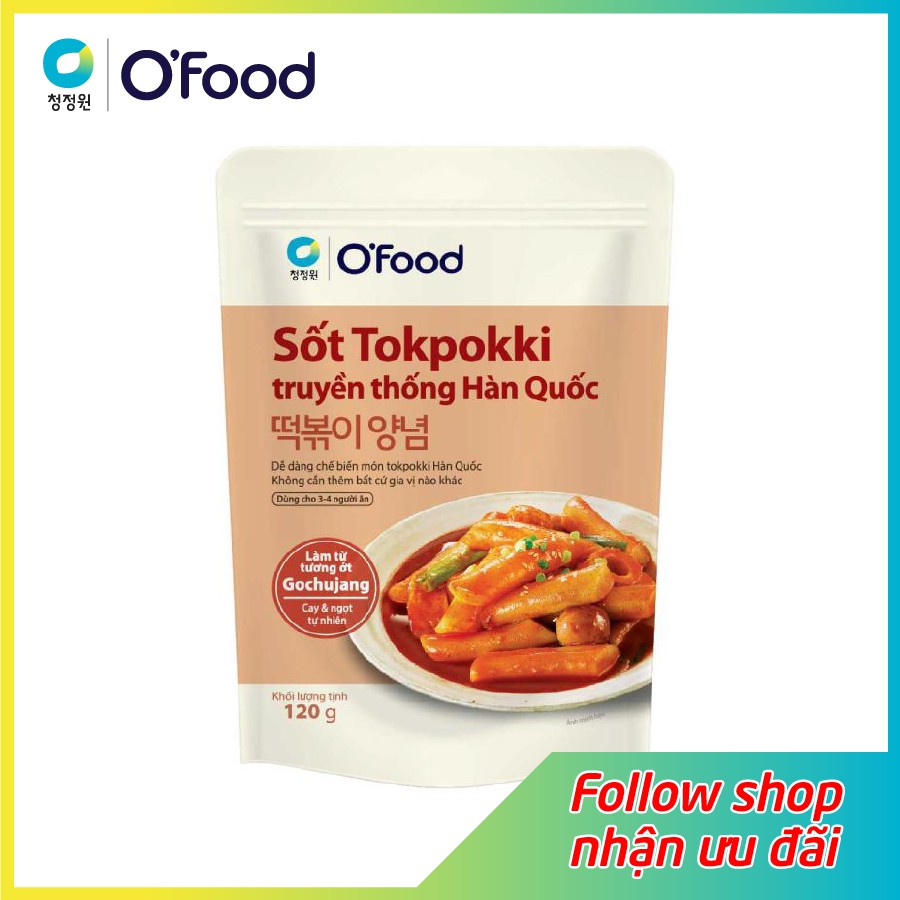 청정원
O'Food
청정원
O'Food
Sốt Tokpokki
truyền thống Hàn Quốc
떡볶이 양념
Dễ dàng chế biến món tokpokki Hàn Quốc
Không cần thêm bất cứ gia vị nào khác
Dùng cho 3-4 người ăn
Làm từ
tương ớt
Gochujang
Cay & ngọt
tự nhiên
Khối lượng tịnh
120 g
Ảnh minh họa
Follow shop
nhận ưu đãi